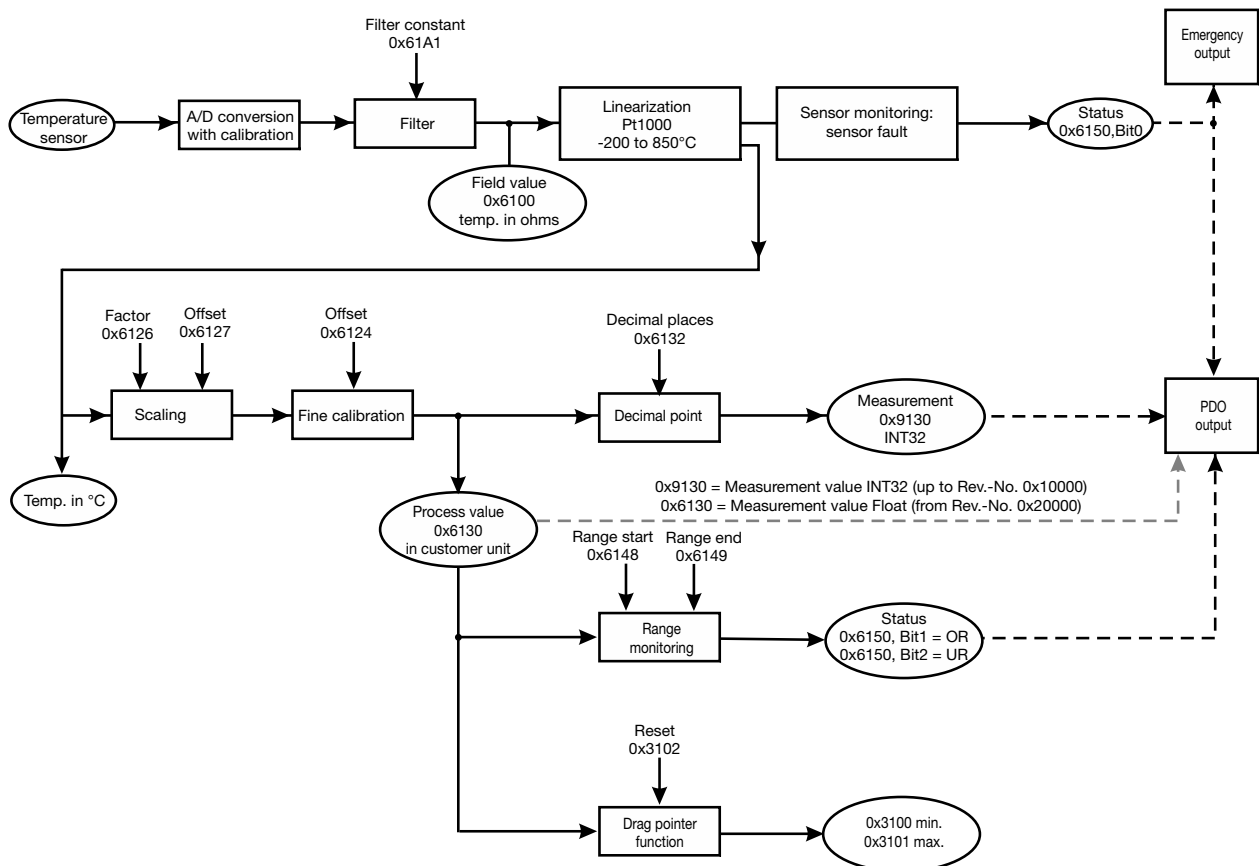 Filter constant
0x61A1
Emergency
output
Temperature
sensor
A/D conversion
with calibration
Filter
Linearization
Pt1000
-200 to 850°C
Sensor monitoring:
sensor fault
Status
0x6150,Bit0
Field value
0x6100
temp. in ohms
Factor
0x6126
Offset
0x6127
Offset
0x6124
Decimal places
0x6132
Scaling
Fine calibration
Decimal point
Measurement
0x9130
INT32
PDO
output
Temp. in °C
0x9130 = Measurement value INT32 (up to Rev.-No. 0x10000)
0x6130 = Measurement value Float (from Rev.-No. 0x20000)
Process value
0x6130
in customer unit
Range start
0x6148
Range end
0x6149
Range
monitoring
Status
0x6150, Bit1 = OR
0x6150, Bit2 = UR
Reset
0x3102
Drag pointer
function
0x3100 min.
0x3101 max.